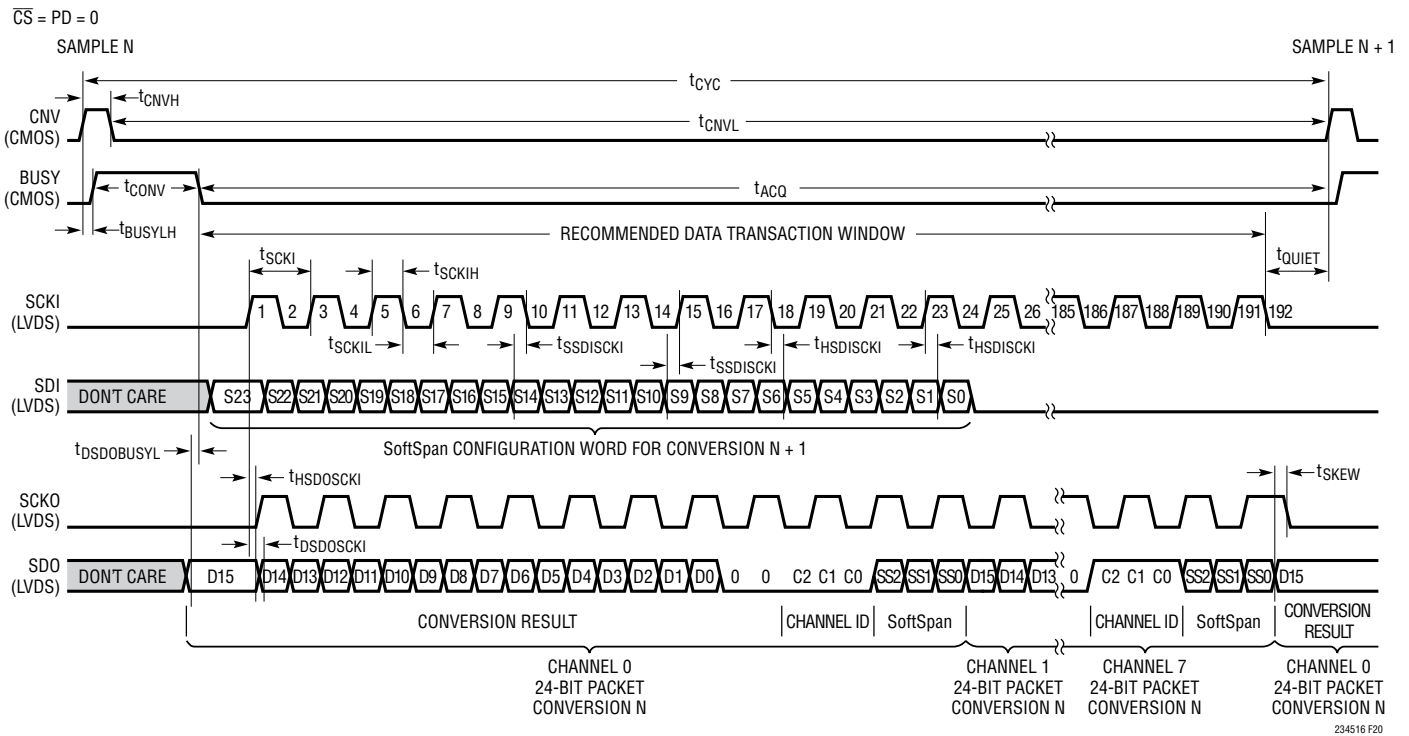 CS = PD = 0
SAMPLE N
SAMPLE N + 1
tCYC
tCNVH
CNV
(CMOS)
tCNVL
BUSY
(CMOS)
tCONV
tACQ
tBUSYLH
RECOMMENDED DATA TRANSACTION WINDOW
tSCKI
tSCKIH
tQUIET
SCKI
(LVDS)
1 2 3 4 5 6 7 8 9 10 11 12 13 14 15 16 17 18 19 20 21 22 23 24 25 26 185 186 187 188 189 190 191 192
tSCKIL
tSSDISCKI
tSSDISCKI
tHSDISCKI
tHSDISCKI
SDI
(LVDS)
DON'T CARE S23 S22 S21 S20 S19 S18 S17 S16 S15 S14 S13 S12 S11 S10 S9 S8 S7 S6 S5 S4 S3 S2 S1 S0
SoftSpan CONFIGURATION WORD FOR CONVERSION N + 1
tDSDOBUSYL
tHSDOSCKI
tSKEW
SCKO
(LVDS)
tDSDOSCKI
SDO
(LVDS)
DON'T CARE D15 D14 D13 D12 D11 D10 D9 D8 D7 D6 D5 D4 D3 D2 D1 D0 0 0 C2 C1 C0 SS2 SS1 SS0 D15 D14 D13 0 C2 C1 C0 SS2 SS1 SS0 D15
CONVERSION RESULT
CHANNEL ID
SoftSpan
CHANNEL ID
SoftSpan
CONVERSION
RESULT
CHANNEL 0
24-BIT PACKET
CONVERSION N
CHANNEL 1
24-BIT PACKET
CONVERSION N
CHANNEL 7
24-BIT PACKET
CONVERSION N
CHANNEL 0
24-BIT PACKET
CONVERSION N
234516 F20